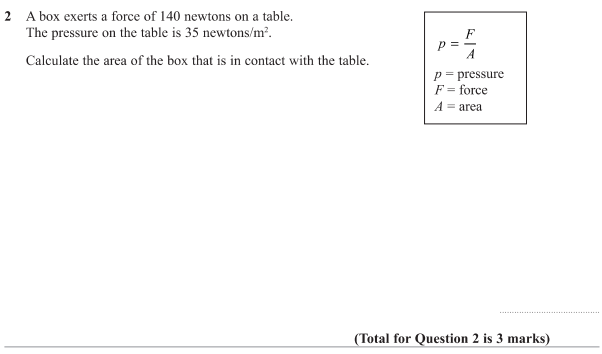 2 A box exerts a force of 140 newtons on a table.
The pressure on the table is 35 newtons/m².
Calculate the area of the box that is in contact with the table.
p = F/A
p = pressure
F = force
A = area
(Total for Question 2 is 3 marks)